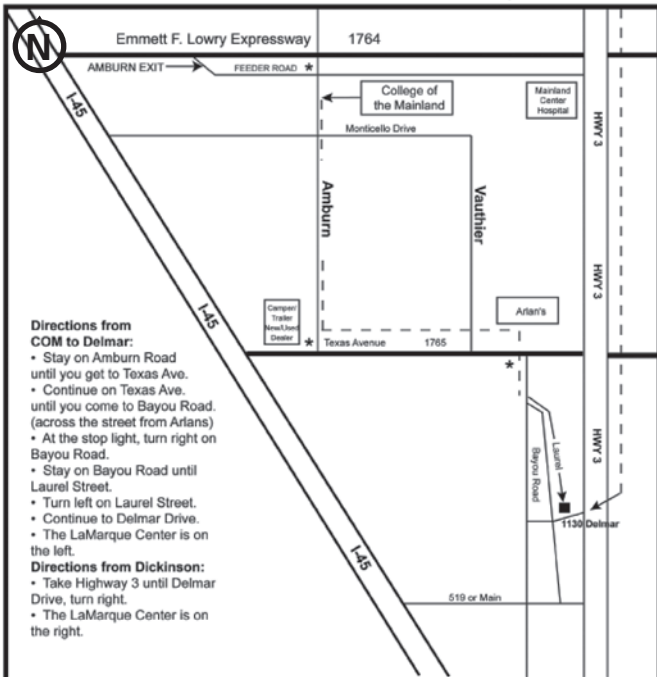 N
Emmett F. Lowry Expressway 1764
AMBURN EXIT
FEEDER ROAD *
College of
the Mainland
Mainland
Center
Hospital
I-45
HWY 3
Monticello Drive
Amburn
Vauthier
HWY 3
I-45
Camper/
Trailer
New/Used
Dealer
*
Arlan's
Texas Avenue 1765
*
Directions from
COM to Delmar:
• Stay on Amburn Road
until you get to Texas Ave.
• Continue on Texas Ave.
until you come to Bayou Road.
(across the street from Arlans)
• At the stop light, turn right on
Bayou Road.
• Stay on Bayou Road until
Laurel Street.
• Turn left on Laurel Street.
• Continue to Delmar Drive.
• The LaMarque Center is on
the left.
Directions from Dickinson:
• Take Highway 3 until Delmar
Drive, turn right.
• The LaMarque Center is on
the right.
HWY 3
Laurel
Bayou Road
1130 Delmar
I-45
519 or Main